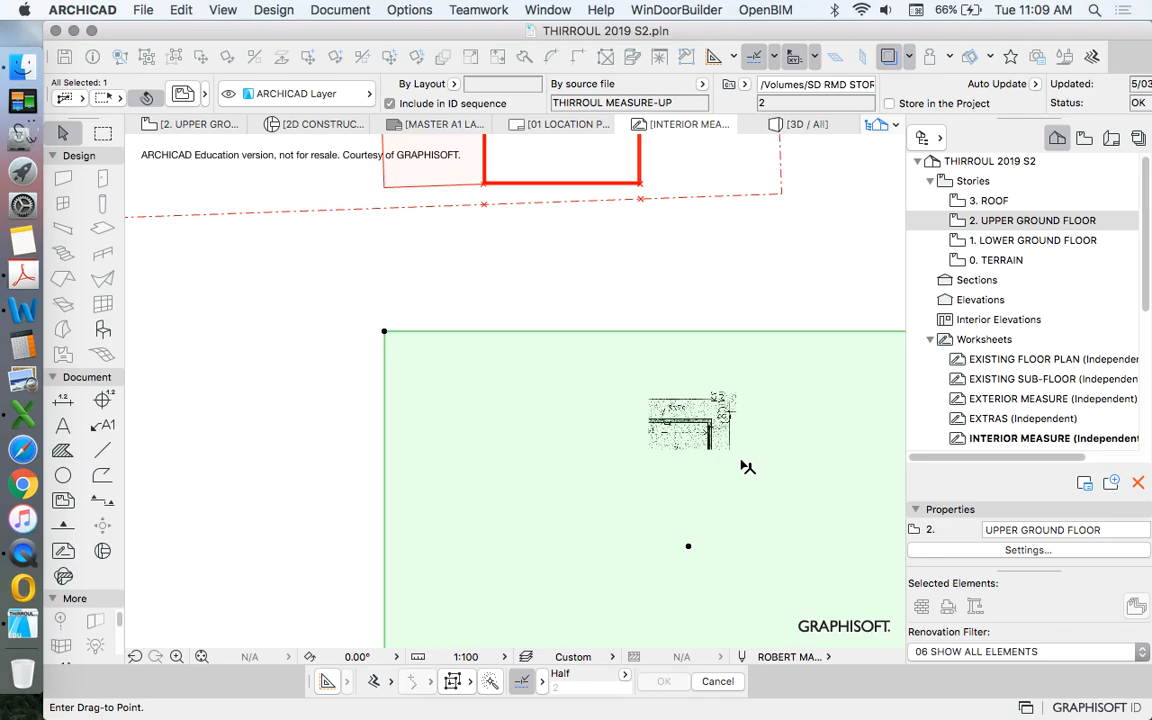 ARCHICAD File Edit View Design Document Options Teamwork Window Help WinDoorBuilder OpenBIM 66% Tue 11:09 AM
THIRROUL 2019 S2.pln
All Selected: 1
ARCHICAD Layer
By Layout
Include in ID sequence
By source file
THIRROUL MEASURE-UP
/Volumes/SD RMD STOR
2
Auto Update
Store in the Project
Updated: 5/03
Status: OK
[2. UPPER GRO...
[2D CONSTRUC...
[MASTER A1 LA...
[01 LOCATION P...
[INTERIOR MEA...
[3D / All]
Design
Document
More
ARCHICAD Education version, not for resale. Courtesy of GRAPHISOFT.
GRAPHISOFT.
THIRROUL 2019 S2
Stories
3. ROOF
2. UPPER GROUND FLOOR
1. LOWER GROUND FLOOR
0. TERRAIN
Sections
Elevations
Interior Elevations
Worksheets
EXISTING FLOOR PLAN (Independen
EXISTING SUB-FLOOR (Independen
EXTERIOR MEASURE (Independen
EXTRAS (Independent)
INTERIOR MEASURE (Independent
Properties
2. UPPER GROUND FLOOR
Settings...
Selected Elements:
Renovation Filter:
06 SHOW ALL ELEMENTS
N/A 0.00° 1:100 Custom N/A ROBERT MA...
Half
2
OK
Cancel
Enter Drag-to Point.
GRAPHISOFT ID